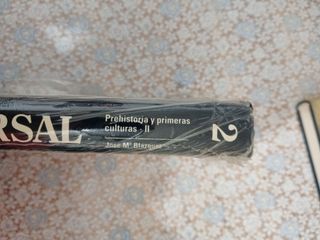 RSAL
Prehistoria y primeras
culturas - II
José Mª Blázquez
2